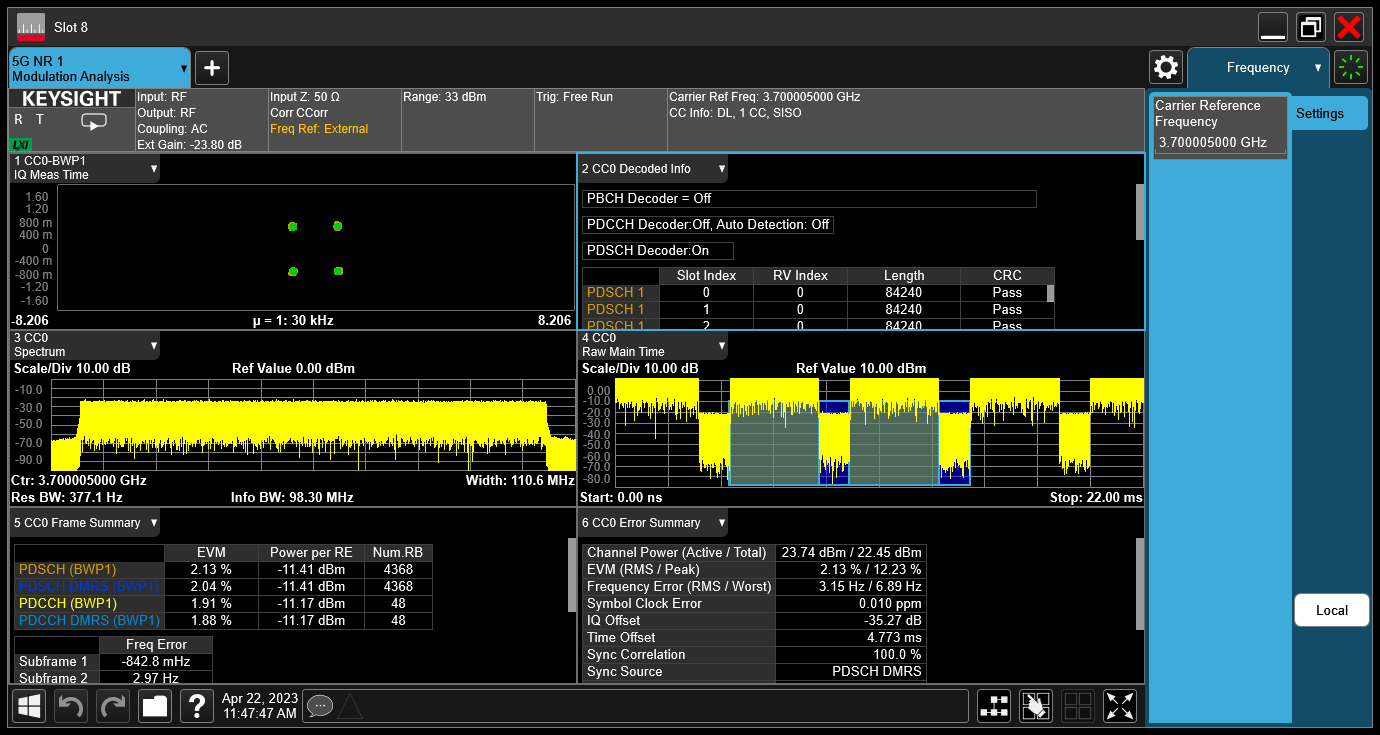 Slot 8
5G NR 1
Modulation Analysis
+
Frequency
KEYSIGHT
R T
LXI
Input: RF
Output: RF
Coupling: AC
Ext Gain: -23.80 dB
Input Z: 50 Ω
Corr CCorr
Freq Ref: External
Range: 33 dBm
Trig: Free Run
Carrier Ref Freq: 3.700005000 GHz
CC Info: DL, 1 CC, SISO
Carrier Reference
Frequency
3.700005000 GHz
Settings
Local
1 CC0-BWP1
IQ Meas Time
1.60
1.20
800 m
400 m
0
-400 m
-800 m
-1.20
-1.60
-8.206 µ = 1: 30 kHz 8.206
2 CC0 Decoded Info
PBCH Decoder = Off
PDCCH Decoder:Off, Auto Detection: Off
PDSCH Decoder:On
Slot Index RV Index Length CRC
PDSCH 1 0 0 84240 Pass
PDSCH 1 1 0 84240 Pass
PDSCH 1 2 0 84240 Pass
3 CC0
Spectrum
Scale/Div 10.00 dB Ref Value 0.00 dBm
-10.0
-30.0
-50.0
-70.0
-90.0
Ctr: 3.700005000 GHz Width: 110.6 MHz
Res BW: 377.1 Hz Info BW: 98.30 MHz
4 CC0
Raw Main Time
Scale/Div 10.00 dB Ref Value 10.00 dBm
0.00
-10.0
-20.0
-30.0
-40.0
-50.0
-60.0
-70.0
-80.0
Start: 0.00 ns Stop: 22.00 ms
5 CC0 Frame Summary
EVM Power per RE Num.RB
PDSCH (BWP1) 2.13 % -11.41 dBm 4368
PDSCH DMRS (BWP1) 2.04 % -11.41 dBm 4368
PDCCH (BWP1) 1.91 % -11.17 dBm 48
PDCCH DMRS (BWP1) 1.88 % -11.17 dBm 48
Freq Error
Subframe 1 -842.8 mHz
Subframe 2 2.97 Hz
6 CC0 Error Summary
Channel Power (Active / Total) 23.74 dBm / 22.45 dBm
EVM (RMS / Peak) 2.13 % / 12.23 %
Frequency Error (RMS / Worst) 3.15 Hz / 6.89 Hz
Symbol Clock Error 0.010 ppm
IQ Offset -35.27 dB
Time Offset 4.773 ms
Sync Correlation 100.0 %
Sync Source PDSCH DMRS
?
Apr 22, 2023
11:47:47 AM